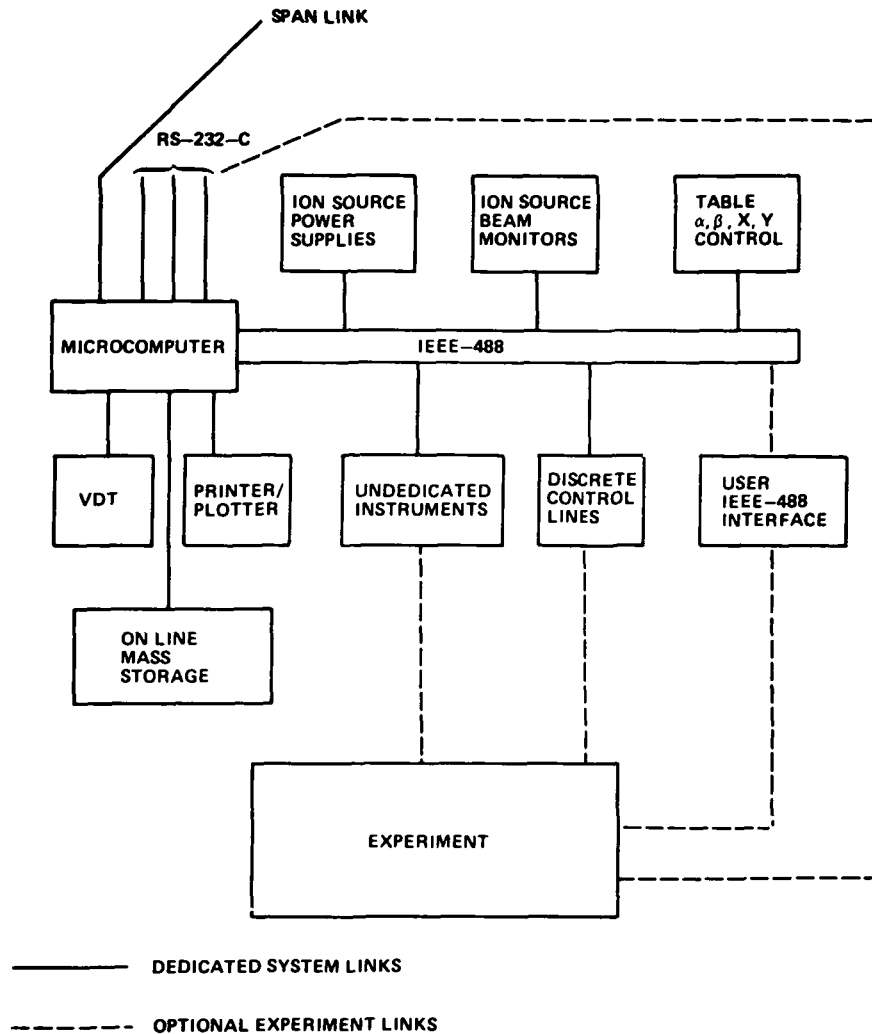 SPAN LINK
RS-232-C
ION SOURCE
POWER
SUPPLIES
ION SOURCE
BEAM
MONITORS
TABLE
α, β, X, Y
CONTROL
MICROCOMPUTER
IEEE-488
VDT
PRINTER/
PLOTTER
UNDEDICATED
INSTRUMENTS
DISCRETE
CONTROL
LINES
USER
IEEE-488
INTERFACE
ON LINE
MASS
STORAGE
EXPERIMENT
DEDICATED SYSTEM LINKS
OPTIONAL EXPERIMENT LINKS